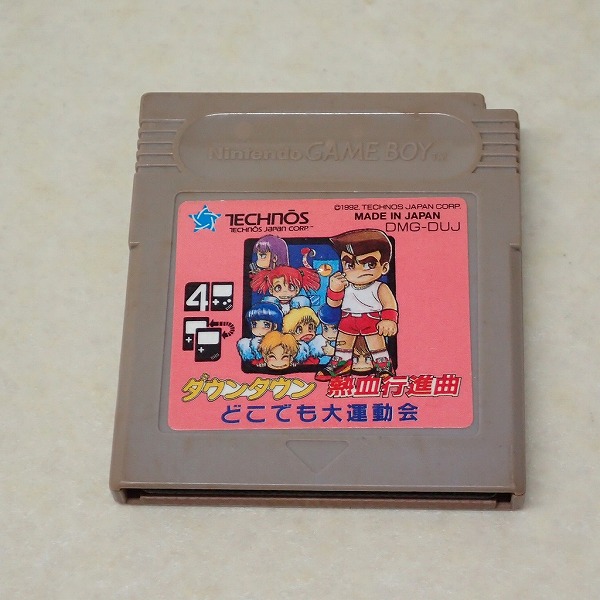 Nintendo GAME BOY TM
TECHNŌS
TECHNŌS JAPAN CORP.
©1992. TECHNOS JAPAN CORP.
MADE IN JAPAN
DMG-DUJ
4
ダウンタウン 熱血行進曲
どこでも大運動会